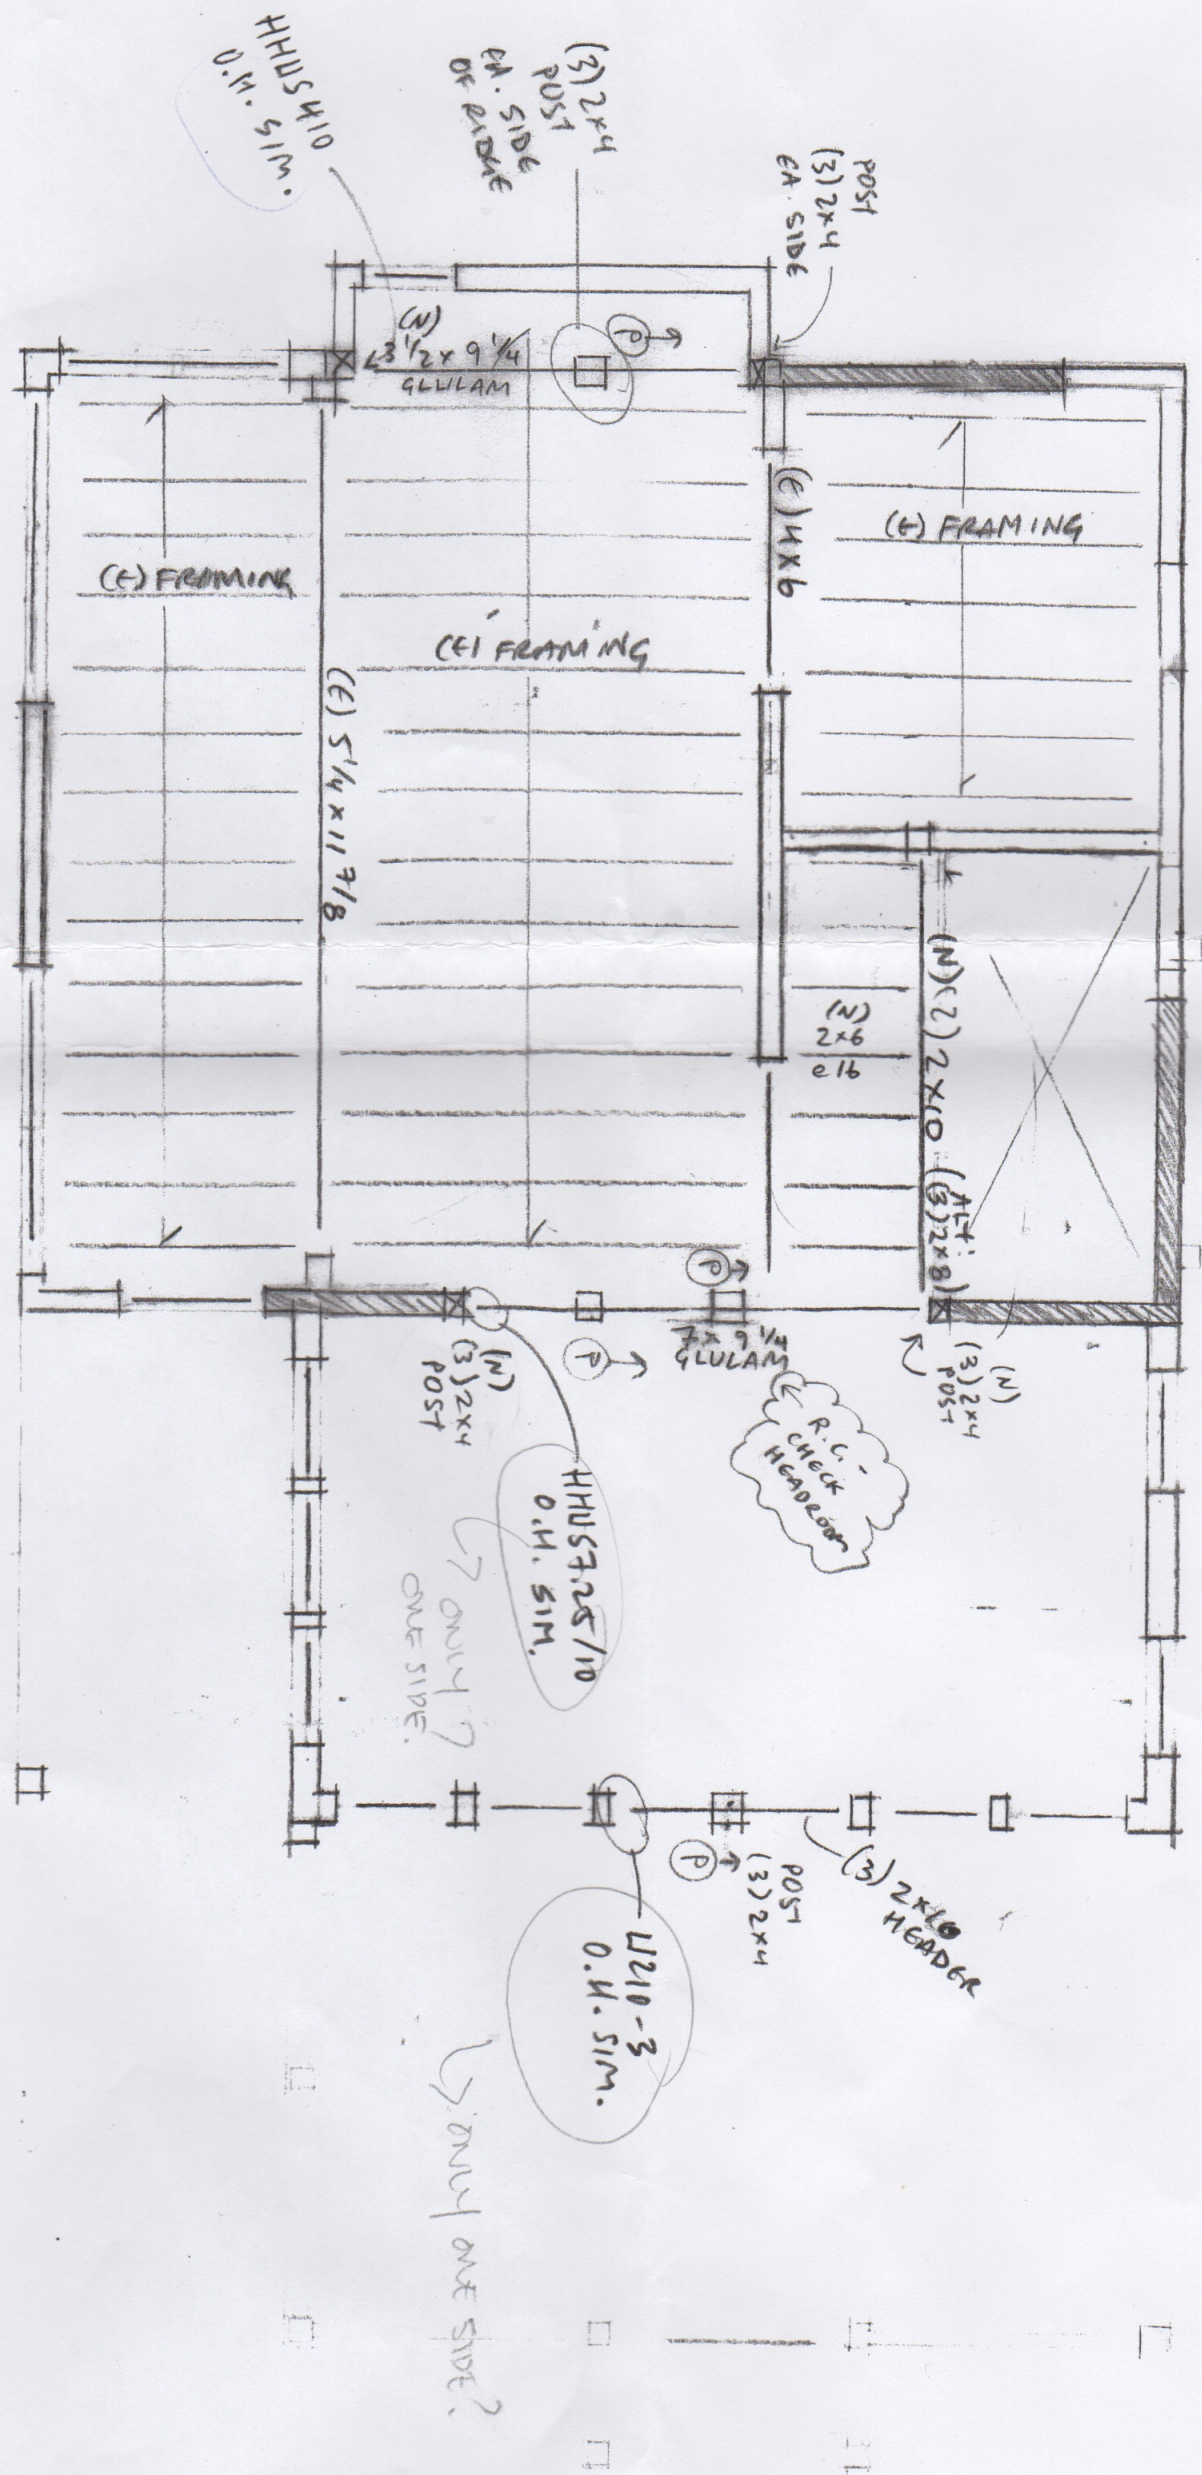 HHUS410
O.H. SIM.
(3) 2x4
POST
EA. SIDE
OF RIDGE
POST
(3) 2x4
EA. SIDE
(N)
3 1/2 x 9 1/4
GLULAM
P
(E) 4x6
(E) FRAMING
(E) FRAMING
(E) FRAMING
(E) 5 1/4 x 11 7/8
(N)
2x6
@ 16
(N) (2) 2x10 (ALT:
(3) 2x8)
P
P
7 x 9 1/4
GLULAM
(N)
(3) 2x4
POST
(N)
(3) 2x4
POST
R.C. -
CHECK
HEADROOM
HHUS7.25/10
O.H. SIM.
ONLY
ONE SIDE?
P
POST
(3) 2x4
(3) 2x10
HEADER
U210-3
O.H. SIM.
ONLY ONE SIDE?